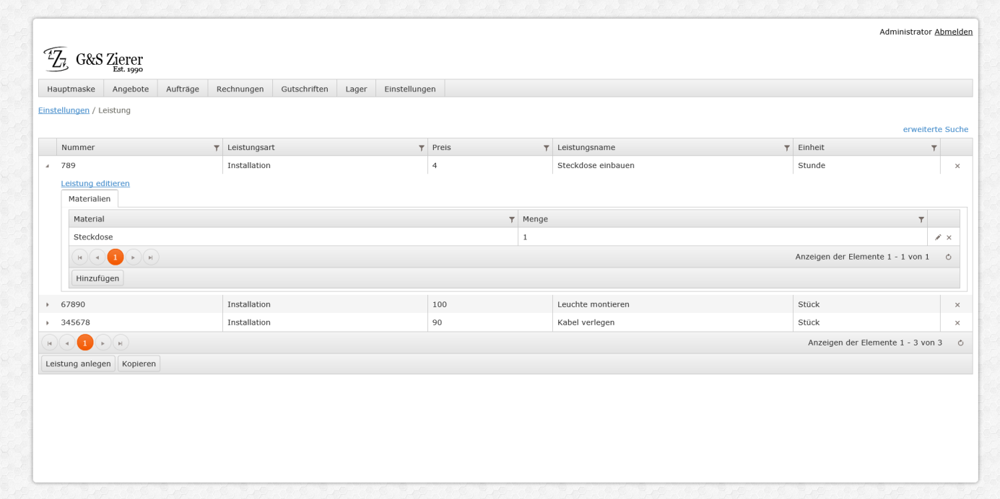 Administrator Abmelden
G&S Zierer
Est. 1990
Hauptmaske Angebote Aufträge Rechnungen Gutschriften Lager Einstellungen
Einstellungen / Leistung
erweiterte Suche
Nummer Leistungsart Preis Leistungsname Einheit
789 Installation 4 Steckdose einbauen Stunde
Leistung editieren
Materialien
Material Menge
Steckdose 1
1 Anzeigen der Elemente 1 - 1 von 1
Hinzufügen
67890 Installation 100 Leuchte montieren Stück
345678 Installation 90 Kabel verlegen Stück
1 Anzeigen der Elemente 1 - 3 von 3
Leistung anlegen Kopieren